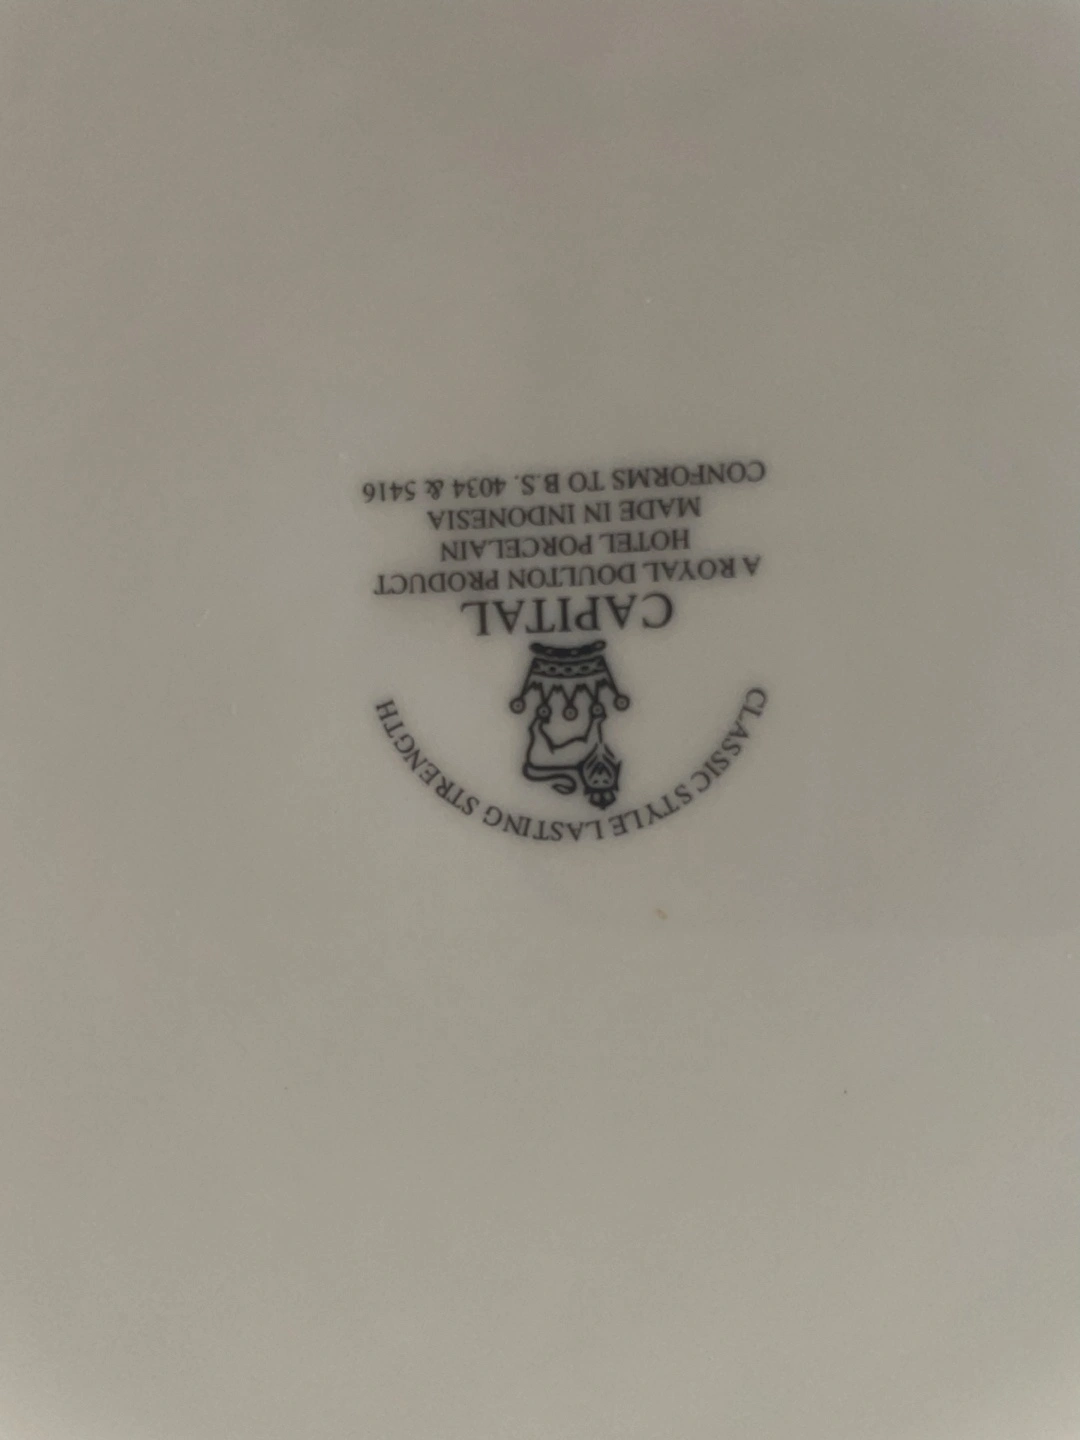 CLASSIC STYLE LASTING STRENGTH
CAPITAL
A ROYAL DOULTON PRODUCT
HOTEL PORCELAIN
MADE IN INDONESIA
CONFORMS TO B.S. 4034 & 5416